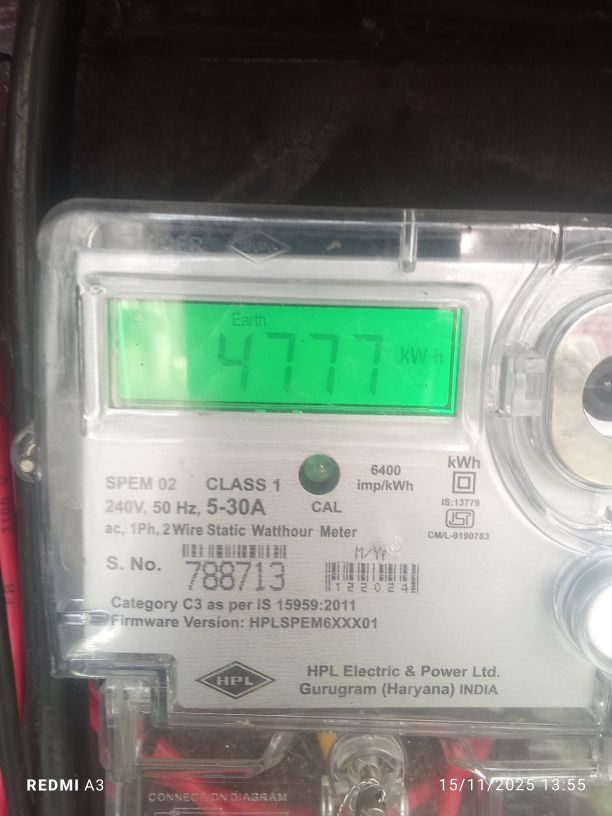 Earth
4777 kWh
SPEM 02 CLASS 1
240V, 50 Hz, 5-30A
CAL
6400
imp/kWh
kWh
IS:13779
ISI
CM/L-9190783
ac, 1Ph, 2 Wire Static Watthour Meter
S. No. 788713
M/Yr
122024
Category C3 as per IS 15959:2011
Firmware Version: HPLSPEM6XXX01
HPL
HPL Electric & Power Ltd.
Gurugram (Haryana) INDIA
CONNECTION DIAGRAM
REDMI A3
15/11/2025 13:55